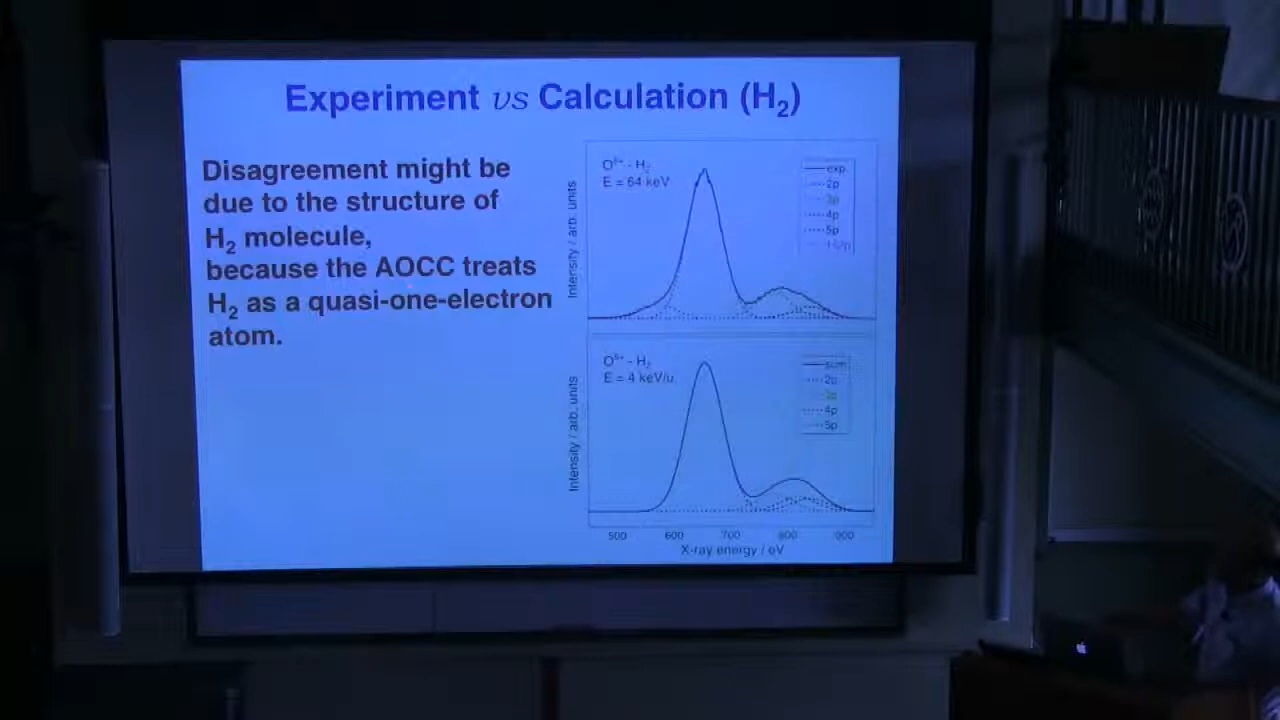 Experiment vs Calculation (H2)
Disagreement might be
due to the structure of
H2 molecule,
because the AOCC treats
H2 as a quasi-one-electron
atom.
Intensity / arb. units
- H2
E = 64 keV
exp.
2p
3p
4p
5p
Intensity / arb. units
- H2
E = 4 keV/u
sum
2p
3p
4p
5p
500 600 700 800 900
X-ray energy / eV